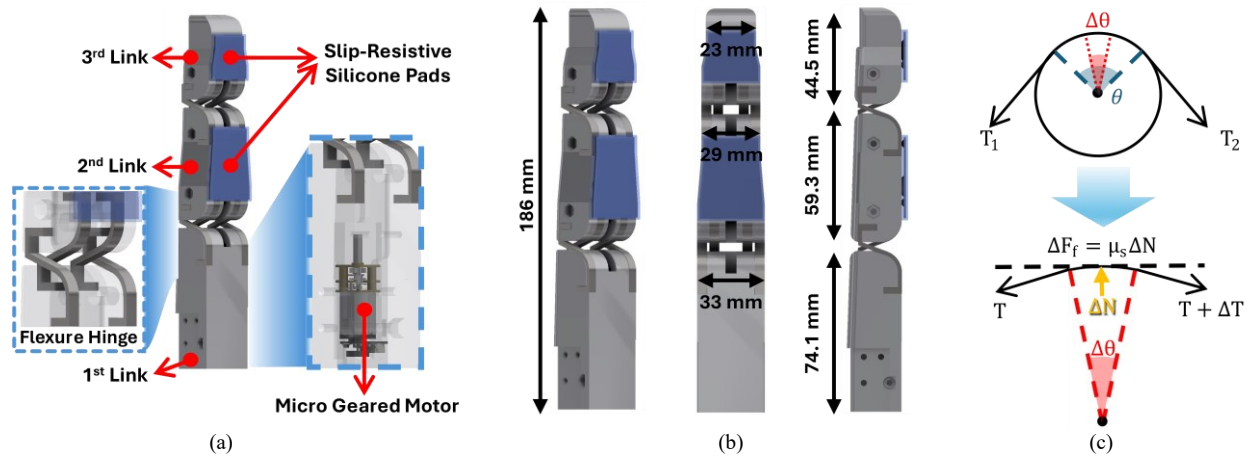 3rd Link
Slip-Resistive
Silicone Pads
2nd Link
Flexure Hinge
1st Link
Micro Geared Motor
(a)
186 mm
23 mm
29 mm
33 mm
44.5 mm
59.3 mm
74.1 mm
(b)
Δθ
θ
T₁
T₂
ΔF_f = μ_sΔN
T
ΔN
T + ΔT
Δθ
(c)